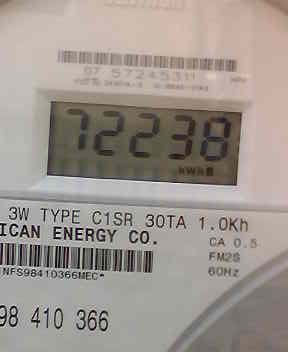 07 57245311
72238
kWh
3W TYPE C1SR 30TA 1.0Kh
ICAN ENERGY CO.
CA 0.5
FM2S
60Hz
NFS98410366MEC*
98 410 366